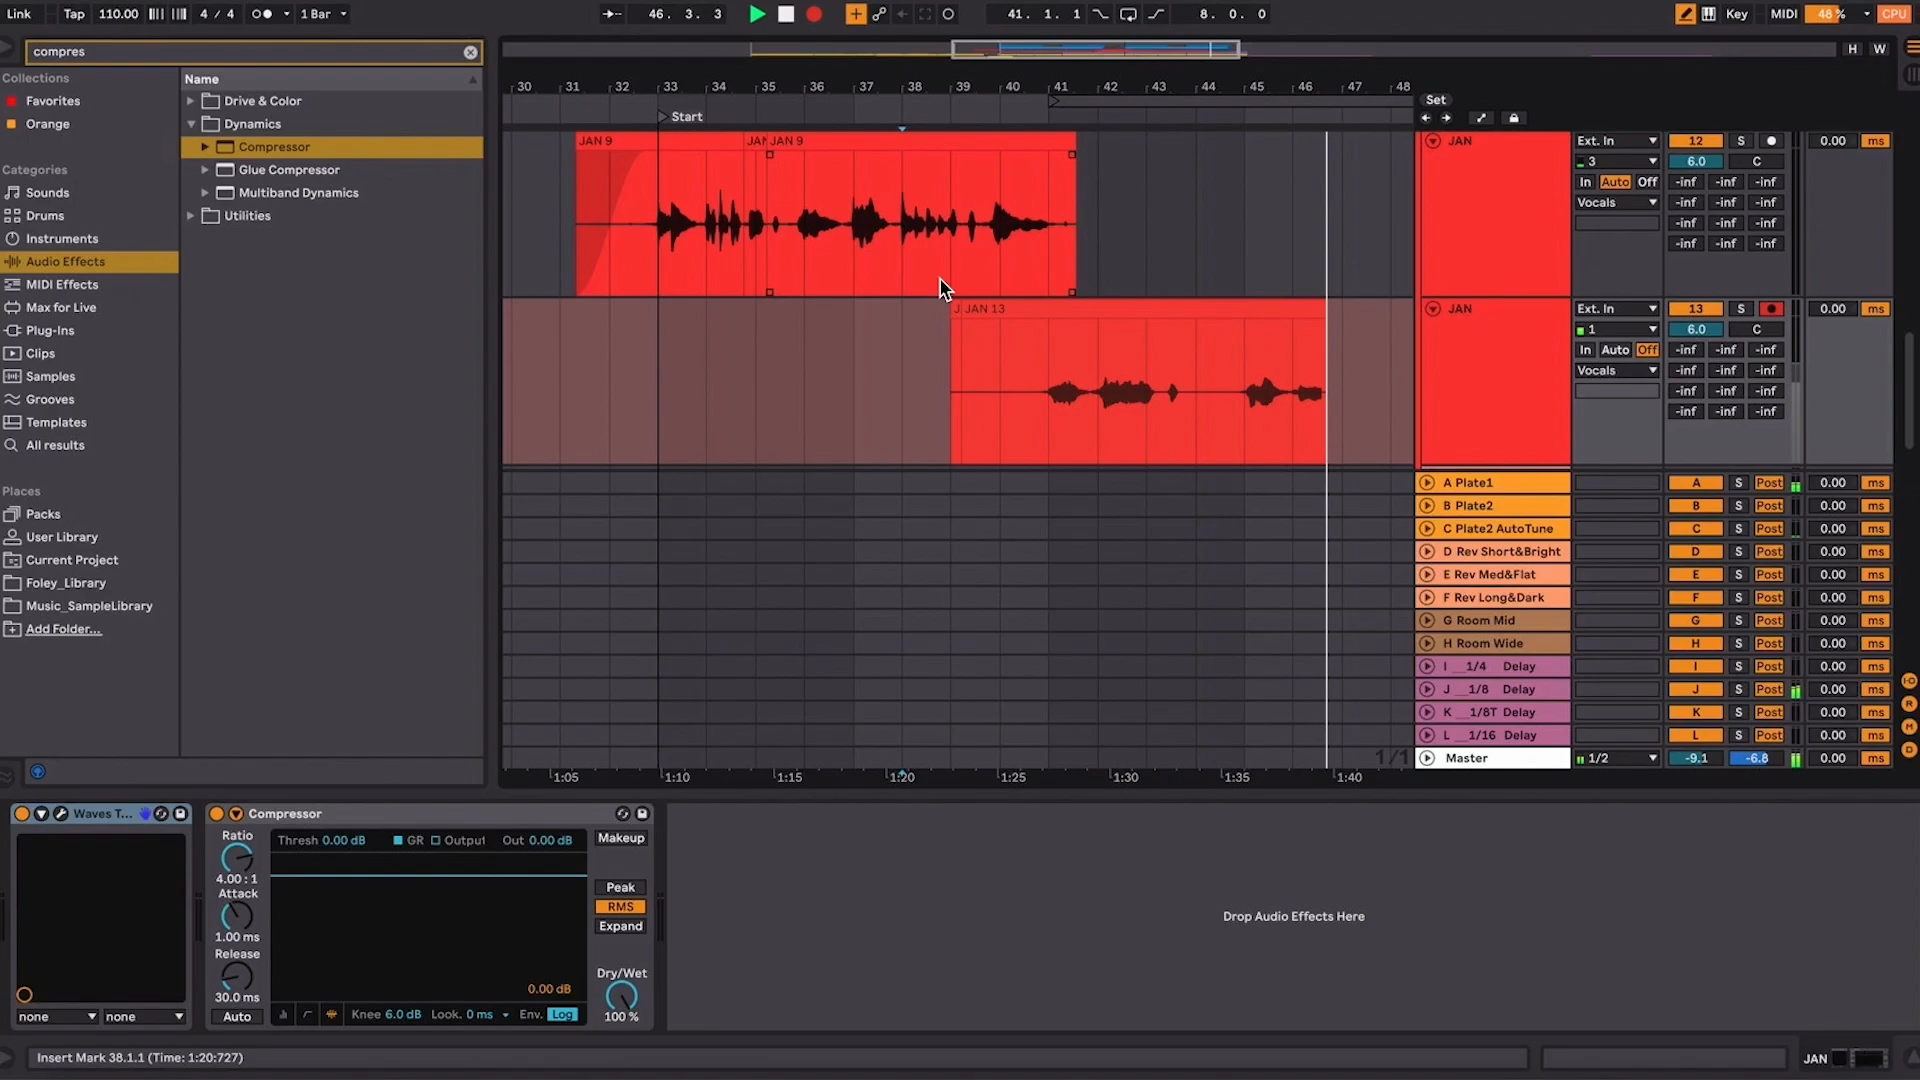 Link Tap 110.00 4 / 4 1 Bar 46. 3. 3 41. 1. 1 8. 0. 0 Key MIDI 48 % CPU
compres
H W
Collections
Favorites
Orange
Categories
Sounds
Drums
Instruments
Audio Effects
MIDI Effects
Max for Live
Plug-Ins
Clips
Samples
Grooves
Templates
All results
Places
Packs
User Library
Current Project
Foley_Library
Music_SampleLibrary
Add Folder...
Name
Drive & Color
Dynamics
Compressor
Glue Compressor
Multiband Dynamics
Utilities
30 31 32 33 34 35 36 37 38 39 40 41 42 43 44 45 46 47 48
Set
Start
JAN 9 JAN JAN 9
J JAN 13
1/1
1:05 1:10 1:15 1:20 1:25 1:30 1:35 1:40
JAN Ext. In 12 S 0.00 ms
3 6.0 C
In Auto Off -inf -inf -inf
Vocals -inf -inf -inf
-inf -inf -inf
-inf -inf -inf
JAN Ext. In 13 S 0.00 ms
1 6.0 C
In Auto Off -inf -inf -inf
Vocals -inf -inf -inf
-inf -inf -inf
-inf -inf -inf
A Plate1 A S Post 0.00 ms
B Plate2 B S Post 0.00 ms
C Plate2 AutoTune C S Post 0.00 ms
D Rev Short&Bright D S Post 0.00 ms
E Rev Med&Flat E S Post 0.00 ms
F Rev Long&Dark F S Post 0.00 ms
G Room Mid G S Post 0.00 ms
H Room Wide H S Post 0.00 ms
I __1/4 Delay I S Post 0.00 ms
J __1/8 Delay J S Post 0.00 ms
K __1/8T Delay K S Post 0.00 ms
L __1/16 Delay L S Post 0.00 ms
Master 1/2 -9.1 -6.8 0.00 ms
I·O
R
M
D
Waves T...
none none
Compressor
Ratio
4.00 : 1
Attack
1.00 ms
Release
30.0 ms
Auto
Thresh 0.00 dB GR Output Out 0.00 dB
0.00 dB
Knee 6.0 dB Look. 0 ms Env. Log
Makeup
Peak
RMS
Expand
Dry/Wet
100 %
Drop Audio Effects Here
Insert Mark 38.1.1 (Time: 1:20:727)
JAN